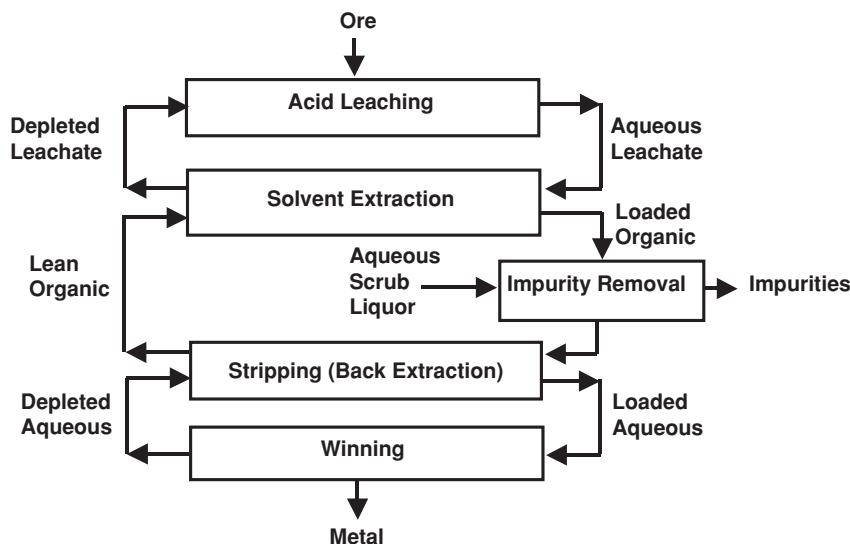 Ore
Acid Leaching
Depleted
Leachate
Aqueous
Leachate
Solvent Extraction
Loaded
Organic
Lean
Organic
Aqueous
Scrub
Liquor
Impurity Removal
Impurities
Stripping (Back Extraction)
Depleted
Aqueous
Loaded
Aqueous
Winning
Metal